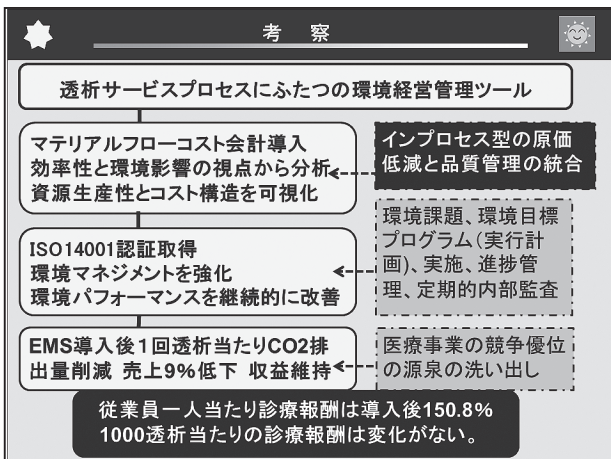 考 察
透析サービスプロセスにふたつの環境経営管理ツール
マテリアルフローコスト会計導入
効率性と環境影響の視点から分析
資源生産性とコスト構造を可視化
インプロセス型の原価
低減と品質管理の統合
ISO14001認証取得
環境マネジメントを強化
環境パフォーマンスを継続的に改善
環境課題、環境目標
プログラム(実行計
画)、実施、進捗管
理、定期的内部監査
EMS導入後1回透析当たりCO2排
出量削減 売上9%低下 収益維持
医療事業の競争優位
の源泉の洗い出し
従業員一人当たり診療報酬は導入後150.8%
1000透析当たりの診療報酬は変化がない。